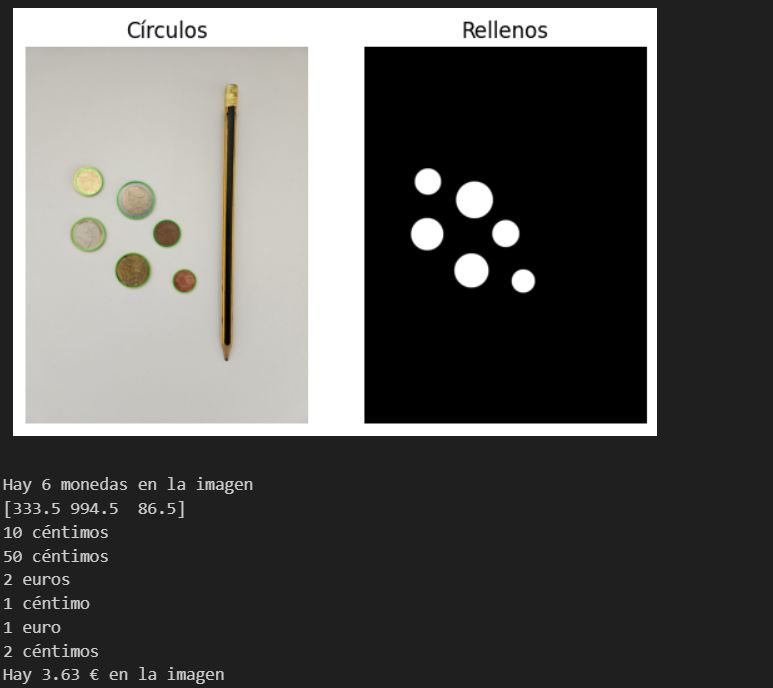 Círculos
Rellenos
Hay 6 monedas en la imagen
[333.5 994.5  86.5]
10 céntimos
50 céntimos
2 euros
1 céntimo
1 euro
2 céntimos
Hay 3.63 € en la imagen